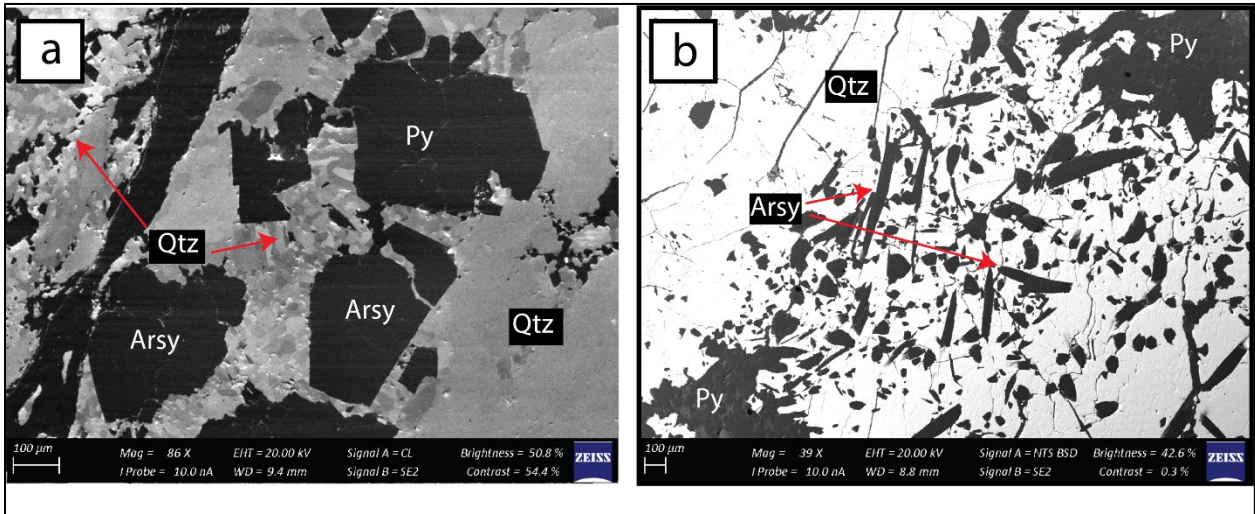 a
Py
Qtz
Arsy
Arsy
Qtz
100 µm
Mag = 86 X
EHT = 20.00 kV
Signal A = CL
Brightness = 50.8 %
I Probe = 10.0 nA
WD = 9.4 mm
Signal B = SE2
Contrast = 54.4 %
ZEISS
b
Py
Qtz
Arsy
Py
100 µm
Mag = 39 X
EHT = 20.00 kV
Signal A = NTS BSD
Brightness = 42.6 %
I Probe = 10.0 nA
WD = 8.8 mm
Signal B = SE2
Contrast = 0.3 %
ZEISS